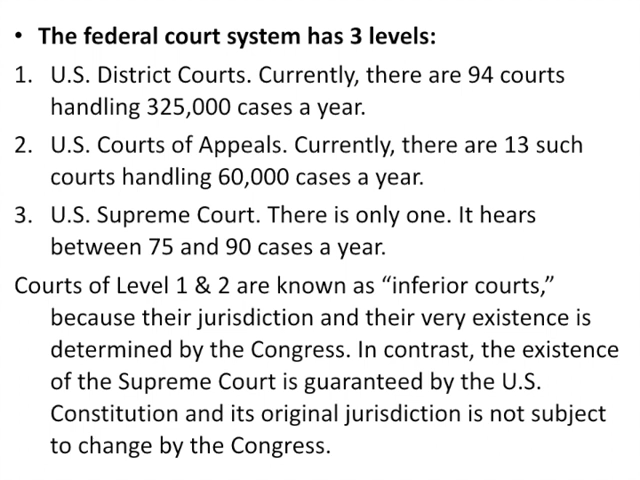 • The federal court system has 3 levels:
1. U.S. District Courts. Currently, there are 94 courts
handling 325,000 cases a year.
2. U.S. Courts of Appeals. Currently, there are 13 such
courts handling 60,000 cases a year.
3. U.S. Supreme Court. There is only one. It hears
between 75 and 90 cases a year.
Courts of Level 1 & 2 are known as “inferior courts,”
because their jurisdiction and their very existence is
determined by the Congress. In contrast, the existence
of the Supreme Court is guaranteed by the U.S.
Constitution and its original jurisdiction is not subject
to change by the Congress.